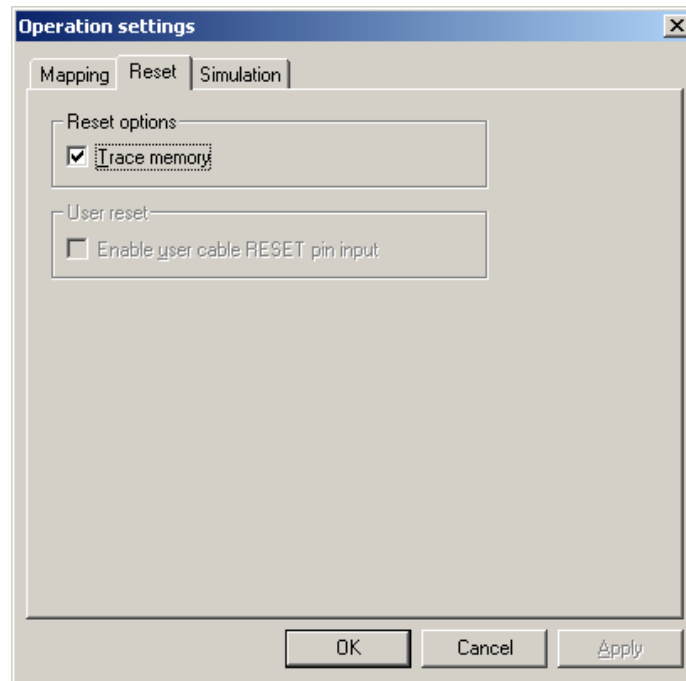 Operation settings
Mapping Reset Simulation
Reset options
Trace memory
User reset
Enable user cable RESET pin input
OK Cancel Apply